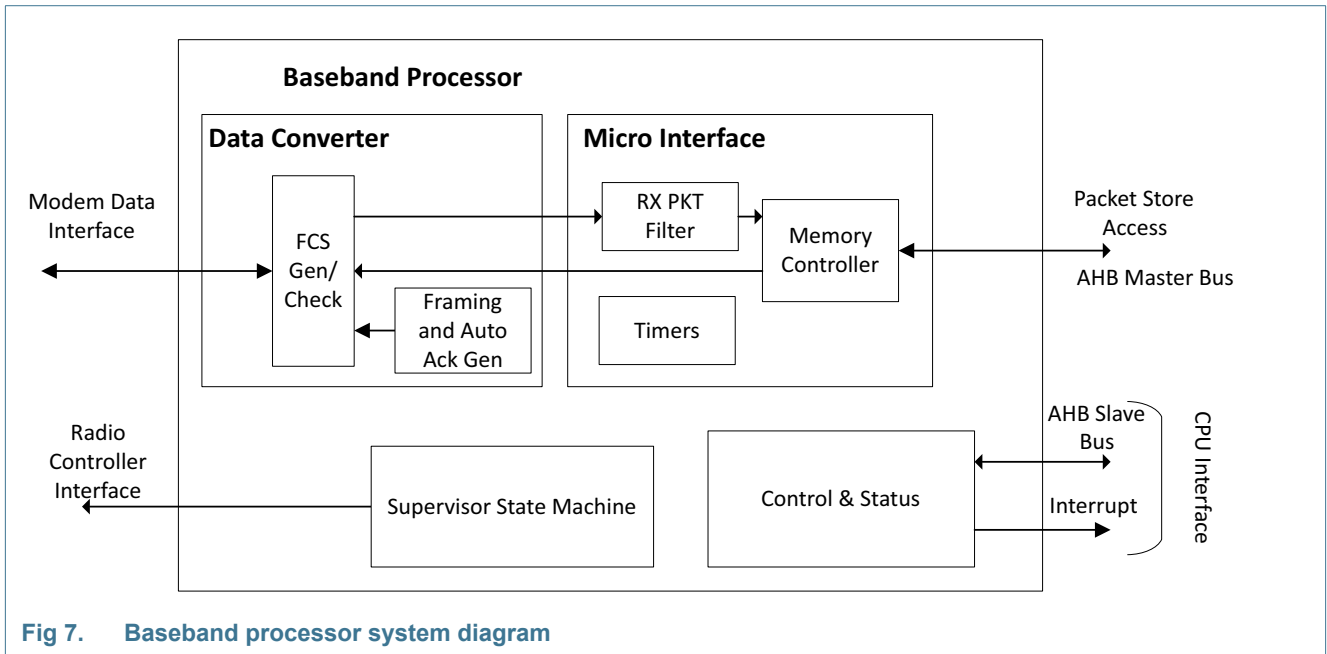 Baseband Processor
Data Converter
Micro Interface
Modem Data
Interface
FCS
Gen/
Check
RX PKT
Filter
Memory
Controller
Packet Store
Access
AHB Master Bus
Framing
and Auto
Ack Gen
Timers
Radio
Controller
Interface
Supervisor State Machine
Control & Status
AHB Slave
Bus
Interrupt
CPU Interface
Fig 7. Baseband processor system diagram